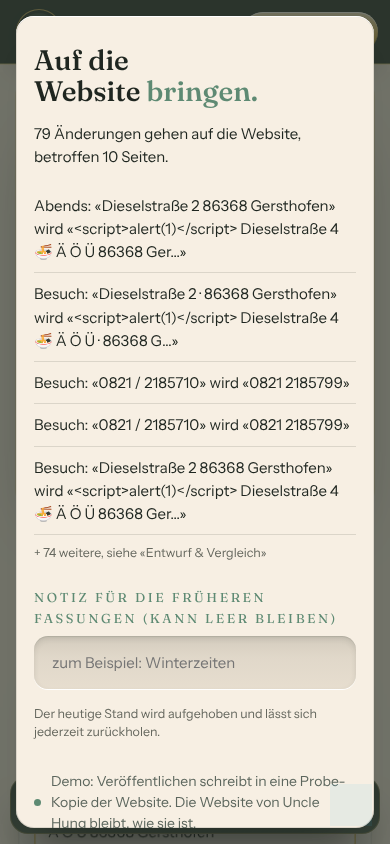 Auf die
Website bringen.
79 Änderungen gehen auf die Website,
betroffen 10 Seiten.
Abends: «Dieselstraße 2 86368 Gersthofen»
wird «<script>alert(1)</script> Dieselstraße 4
🍜 Ä Ö Ü 86368 Ger...»
Besuch: «Dieselstraße 2 · 86368 Gersthofen»
wird «<script>alert(1)</script> Dieselstraße 4
🍜 Ä Ö Ü · 86368 G...»
Besuch: «0821 / 2185710» wird «0821 2185799»
Besuch: «0821 / 2185710» wird «0821 2185799»
Besuch: «Dieselstraße 2 86368 Gersthofen»
wird «<script>alert(1)</script> Dieselstraße 4
🍜 Ä Ö Ü 86368 Ger...»
+ 74 weitere, siehe «Entwurf & Vergleich»
NOTIZ FÜR DIE FRÜHEREN
FASSUNGEN (KANN LEER BLEIBEN)
zum Beispiel: Winterzeiten
Der heutige Stand wird aufgehoben und lässt sich
jederzeit zurückholen.
Demo: Veröffentlichen schreibt in eine Probe-
Kopie der Website. Die Website von Uncle
Hung bleibt, wie sie ist.